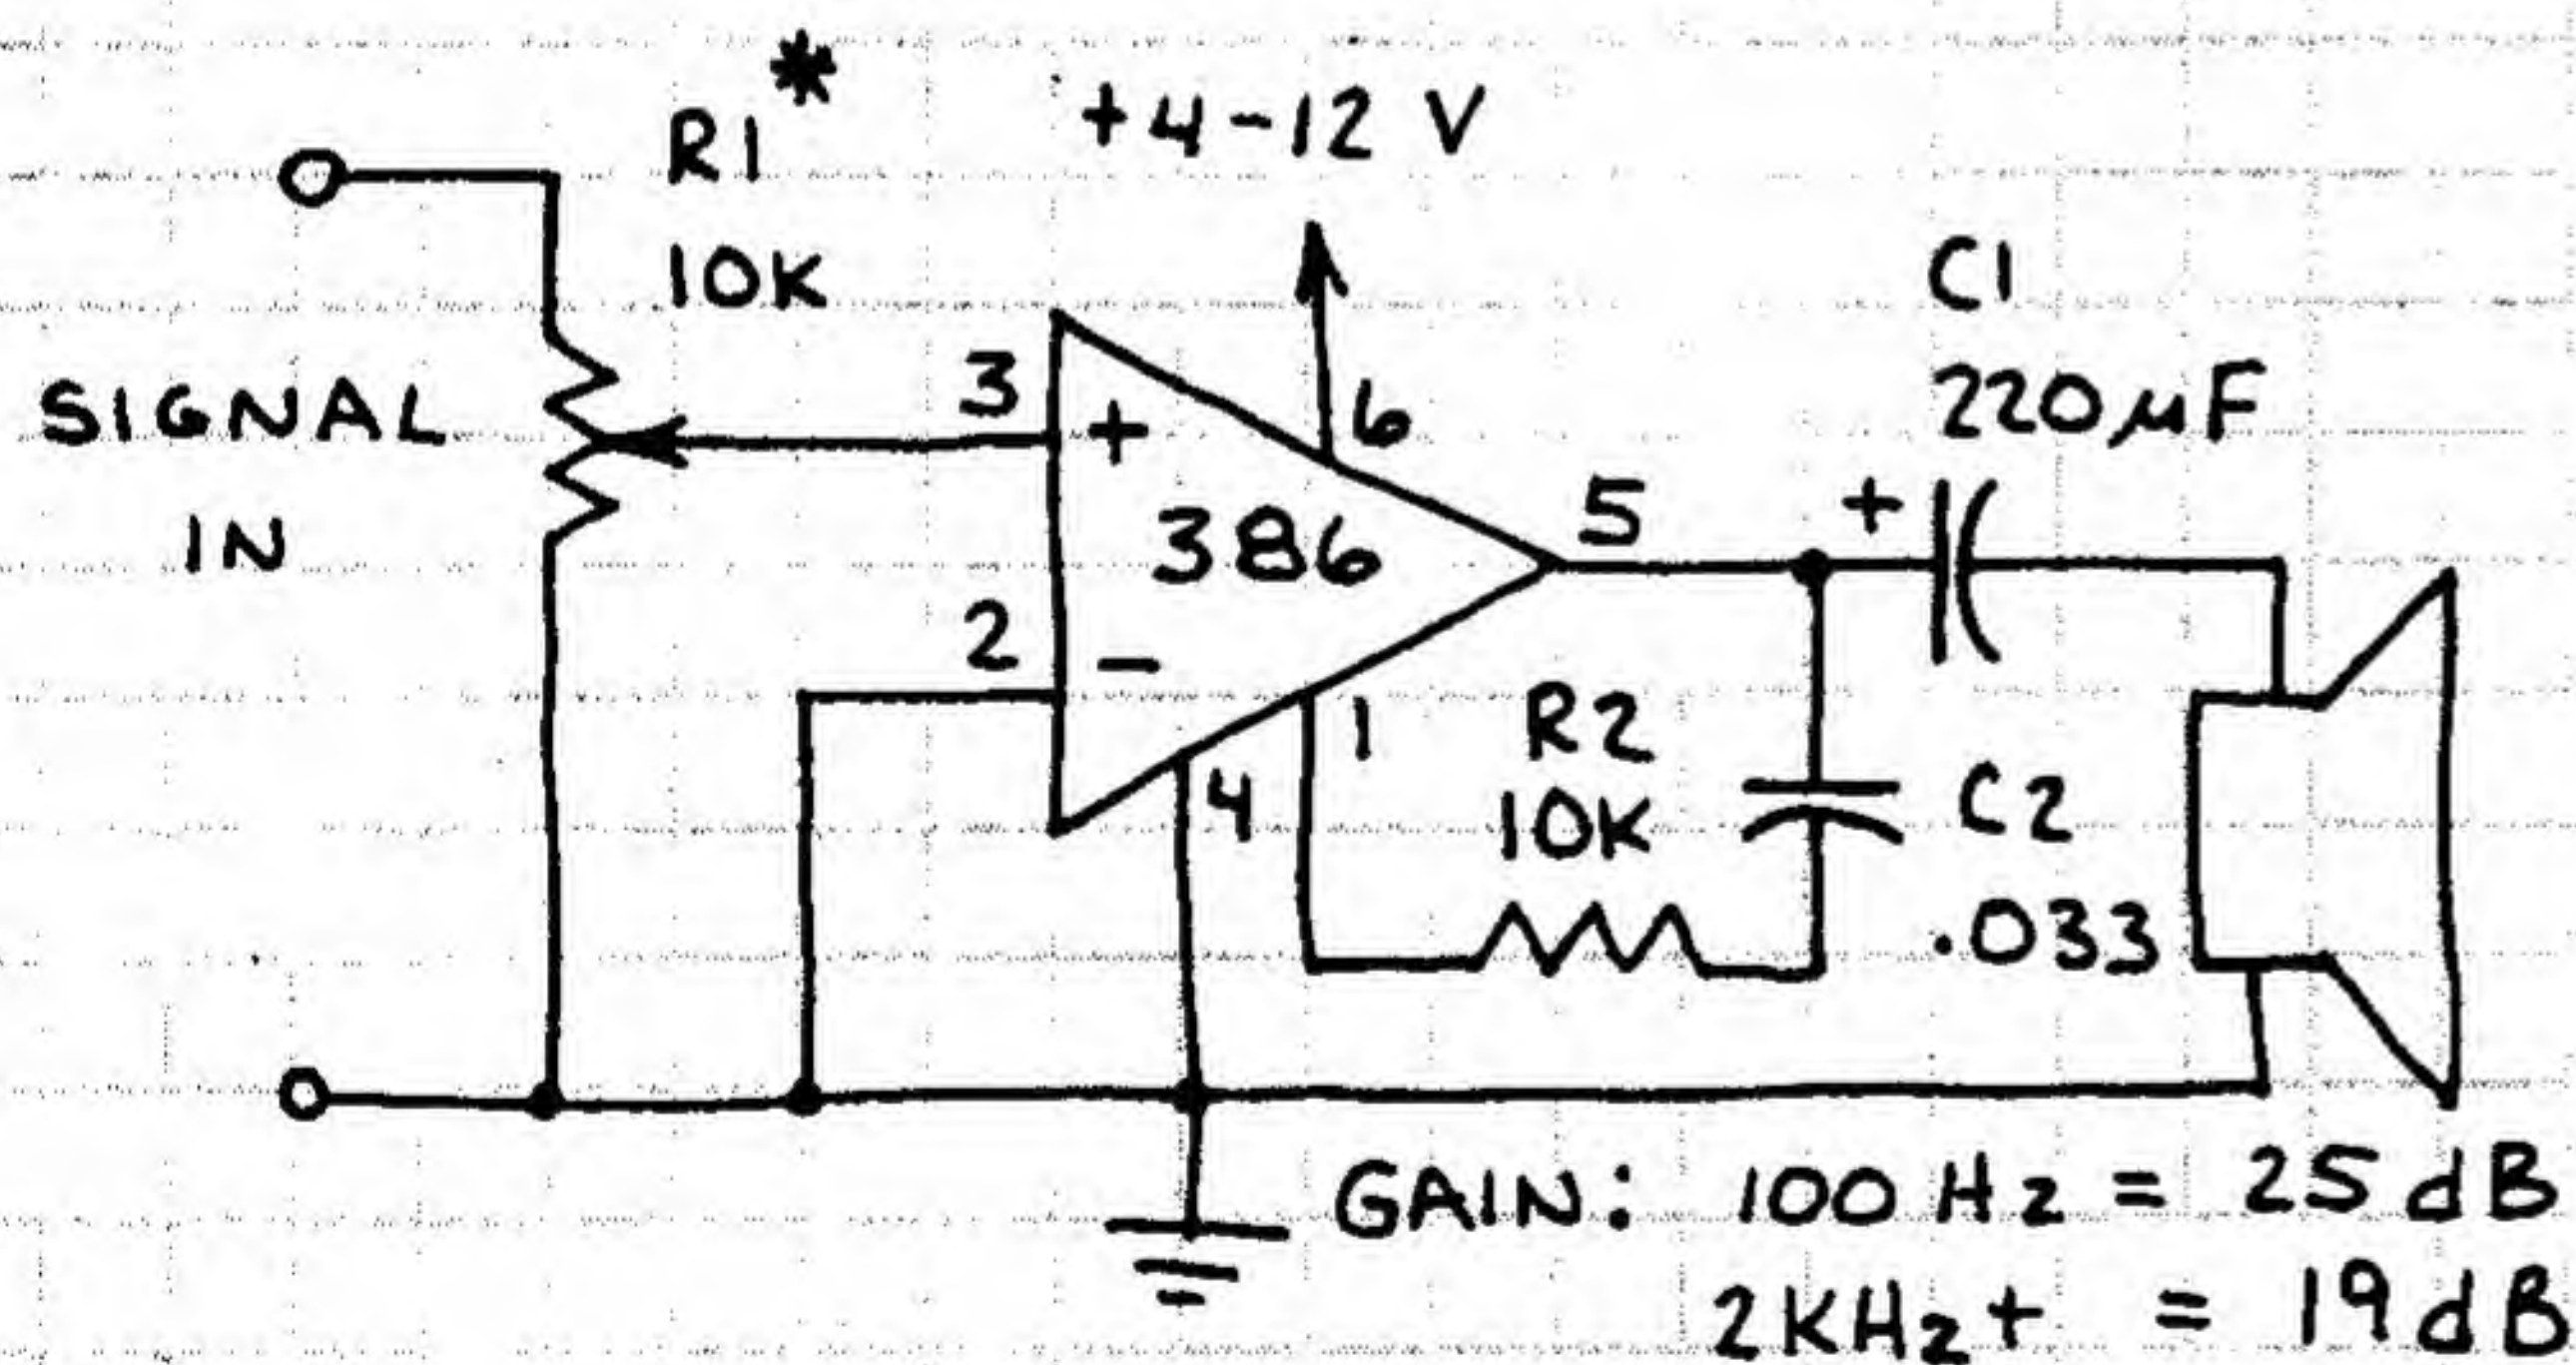 R1*
10K
+4-12 V
SIGNAL
IN
3
+
6
386
5
2
-
4
1
R2
10K
C1
220µF
+
C2
.033
GAIN: 100 Hz = 25 dB
2KHz+ = 19 dB